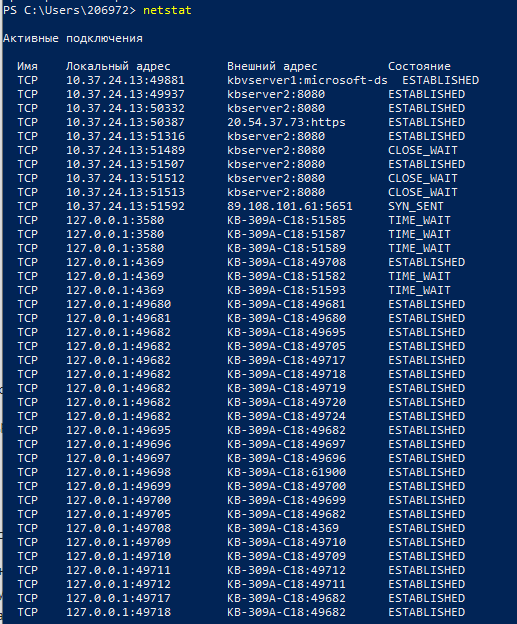 PS C:\Users\206972> netstat
Активные подключения
Имя Локальный адрес Внешний адрес Состояние
TCP 10.37.24.13:49881 kbvserver1:microsoft-ds ESTABLISHED
TCP 10.37.24.13:49937 kbserver2:8080 ESTABLISHED
TCP 10.37.24.13:50332 kbserver2:8080 ESTABLISHED
TCP 10.37.24.13:50387 20.54.37.73:https ESTABLISHED
TCP 10.37.24.13:51316 kbserver2:8080 ESTABLISHED
TCP 10.37.24.13:51489 kbserver2:8080 CLOSE_WAIT
TCP 10.37.24.13:51507 kbserver2:8080 ESTABLISHED
TCP 10.37.24.13:51512 kbserver2:8080 CLOSE_WAIT
TCP 10.37.24.13:51513 kbserver2:8080 CLOSE_WAIT
TCP 10.37.24.13:51592 89.108.101.61:5651 SYN_SENT
TCP 127.0.0.1:3580 KB-309A-C18:51585 TIME_WAIT
TCP 127.0.0.1:3580 KB-309A-C18:51587 TIME_WAIT
TCP 127.0.0.1:3580 KB-309A-C18:51589 TIME_WAIT
TCP 127.0.0.1:4369 KB-309A-C18:49708 ESTABLISHED
TCP 127.0.0.1:4369 KB-309A-C18:51582 TIME_WAIT
TCP 127.0.0.1:4369 KB-309A-C18:51593 TIME_WAIT
TCP 127.0.0.1:49680 KB-309A-C18:49681 ESTABLISHED
TCP 127.0.0.1:49681 KB-309A-C18:49680 ESTABLISHED
TCP 127.0.0.1:49682 KB-309A-C18:49695 ESTABLISHED
TCP 127.0.0.1:49682 KB-309A-C18:49705 ESTABLISHED
TCP 127.0.0.1:49682 KB-309A-C18:49717 ESTABLISHED
TCP 127.0.0.1:49682 KB-309A-C18:49718 ESTABLISHED
TCP 127.0.0.1:49682 KB-309A-C18:49719 ESTABLISHED
TCP 127.0.0.1:49682 KB-309A-C18:49720 ESTABLISHED
TCP 127.0.0.1:49682 KB-309A-C18:49724 ESTABLISHED
TCP 127.0.0.1:49695 KB-309A-C18:49682 ESTABLISHED
TCP 127.0.0.1:49696 KB-309A-C18:49697 ESTABLISHED
TCP 127.0.0.1:49697 KB-309A-C18:49696 ESTABLISHED
TCP 127.0.0.1:49698 KB-309A-C18:61900 ESTABLISHED
TCP 127.0.0.1:49699 KB-309A-C18:49700 ESTABLISHED
TCP 127.0.0.1:49700 KB-309A-C18:49699 ESTABLISHED
TCP 127.0.0.1:49705 KB-309A-C18:49682 ESTABLISHED
TCP 127.0.0.1:49708 KB-309A-C18:4369 ESTABLISHED
TCP 127.0.0.1:49709 KB-309A-C18:49710 ESTABLISHED
TCP 127.0.0.1:49710 KB-309A-C18:49709 ESTABLISHED
TCP 127.0.0.1:49711 KB-309A-C18:49712 ESTABLISHED
TCP 127.0.0.1:49712 KB-309A-C18:49711 ESTABLISHED
TCP 127.0.0.1:49717 KB-309A-C18:49682 ESTABLISHED
TCP 127.0.0.1:49718 KB-309A-C18:49682 ESTABLISHED